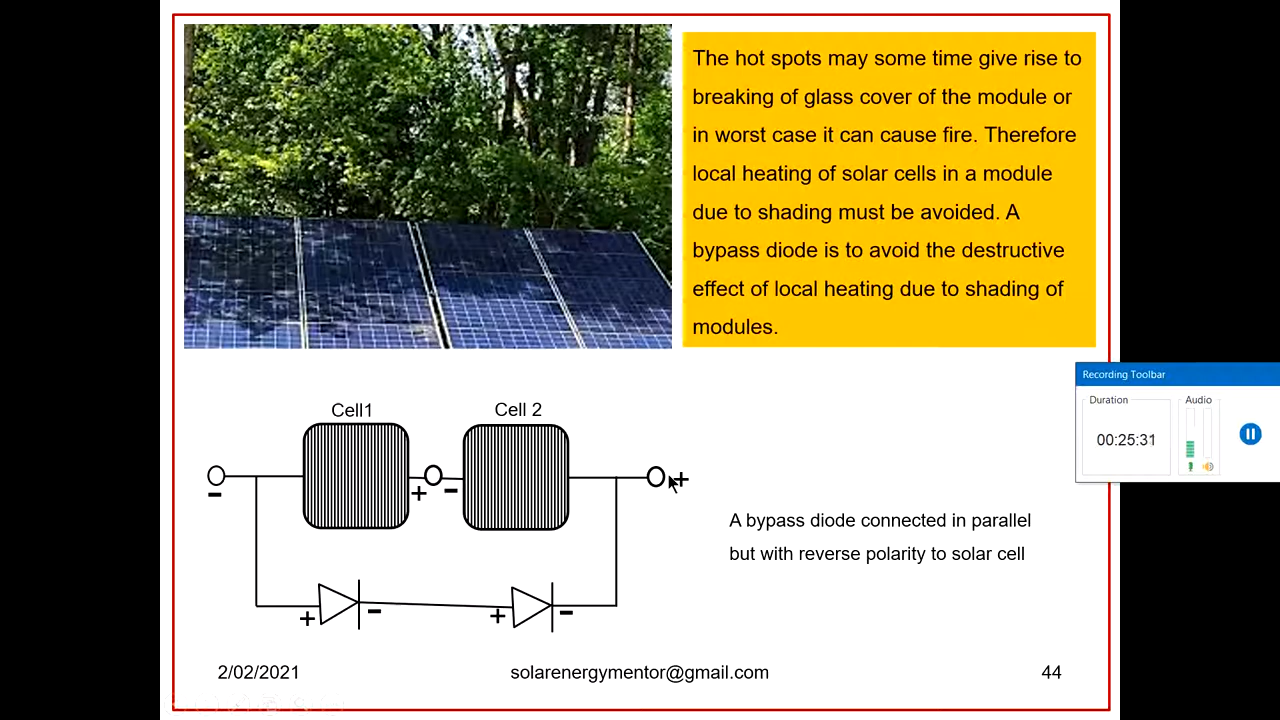 The hot spots may some time give rise to
breaking of glass cover of the module or
in worst case it can cause fire. Therefore
local heating of solar cells in a module
due to shading must be avoided. A
bypass diode is to avoid the destructive
effect of local heating due to shading of
modules.
Recording Toolbar
Duration
Audio
00:25:31
Cell1
Cell 2
-
+
-
+
A bypass diode connected in parallel
but with reverse polarity to solar cell
+
-
+
-
2/02/2021
solarenergymentor@gmail.com
44